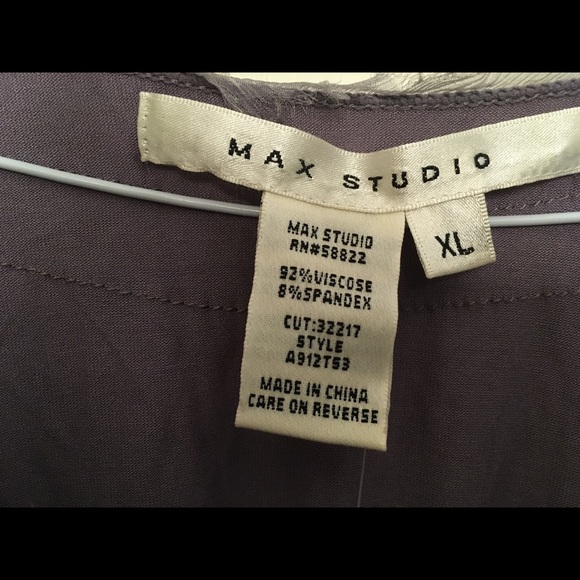 MAX STUDIO
XL
MAX STUDIO
RN#58822
92%VISCOSE
8%SPANDEX
CUT:32217
STYLE
A912T53
MADE IN CHINA
CARE ON REVERSE